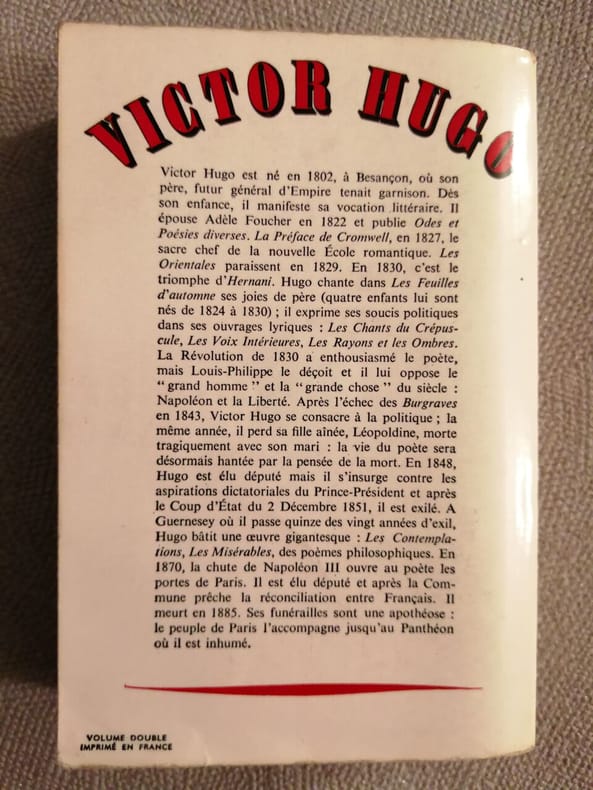 VICTOR HUGO
Victor Hugo est né en 1802, à Besançon, où son
père, futur général d'Empire tenait garnison. Dès
son enfance, il manifeste sa vocation littéraire. Il
épouse Adèle Foucher en 1822 et publie Odes et
Poésies diverses. La Préface de Cromwell, en 1827, le
sacre chef de la nouvelle École romantique. Les
Orientales paraissent en 1829. En 1830, c'est le
triomphe d'Hernani. Hugo chante dans Les Feuilles
d'automne ses joies de père (quatre enfants lui sont
nés de 1824 à 1830) ; il exprime ses soucis politiques
dans ses ouvrages lyriques : Les Chants du Crépus-
cule, Les Voix Intérieures, Les Rayons et les Ombres.
La Révolution de 1830 a enthousiasmé le poète,
mais Louis-Philippe le déçoit et il lui oppose le
“grand homme” et la “grande chose” du siècle :
Napoléon et la Liberté. Après l'échec des Burgraves
en 1843, Victor Hugo se consacre à la politique ; la
même année, il perd sa fille aînée, Léopoldine, morte
tragiquement avec son mari : la vie du poète sera
désormais hantée par la pensée de la mort. En 1848,
Hugo est élu député mais il s'insurge contre les
aspirations dictatoriales du Prince-Président et après
le Coup d'État du 2 Décembre 1851, il est exilé. A
Guernesey où il passe quinze des vingt années d'exil,
Hugo bâtit une œuvre gigantesque : Les Contempla-
tions, Les Misérables, des poèmes philosophiques. En
1870, la chute de Napoléon III ouvre au poète les
portes de Paris. Il est élu député et après la Com-
mune prêche la réconciliation entre Français. Il
meurt en 1885. Ses funérailles sont une apothéose :
le peuple de Paris l'accompagne jusqu'au Panthéon
où il est inhumé.
VOLUME DOUBLE
IMPRIMÉ EN FRANCE